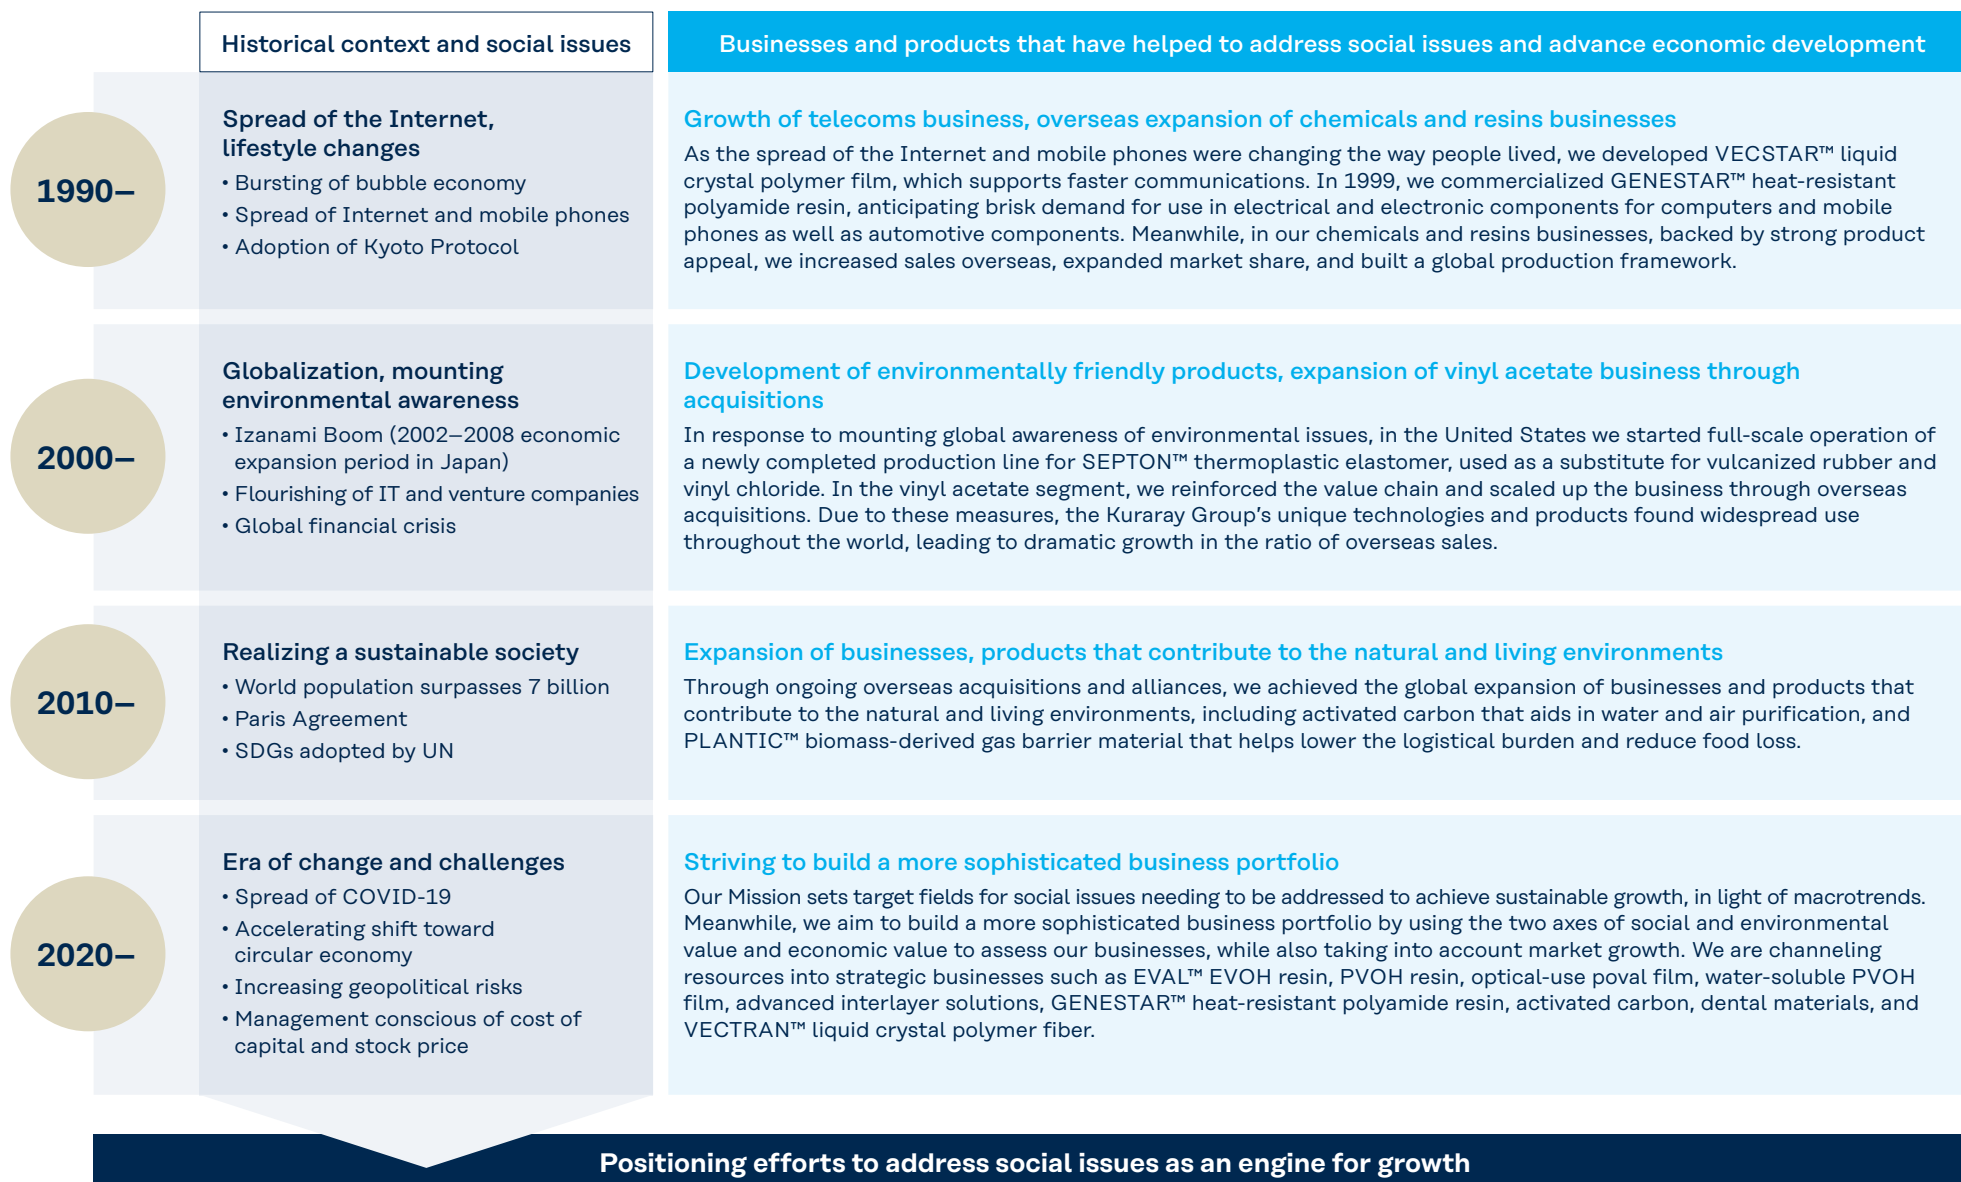 Historical context and social issues
Businesses and products that have helped to address social issues and advance economic development
1990–
Spread of the Internet,
lifestyle changes
• Bursting of bubble economy
• Spread of Internet and mobile phones
• Adoption of Kyoto Protocol
Growth of telecoms business, overseas expansion of chemicals and resins businesses
As the spread of the Internet and mobile phones were changing the way people lived, we developed VECSTAR™ liquid
crystal polymer film, which supports faster communications. In 1999, we commercialized GENESTAR™ heat-resistant
polyamide resin, anticipating brisk demand for use in electrical and electronic components for computers and mobile
phones as well as automotive components. Meanwhile, in our chemicals and resins businesses, backed by strong product
appeal, we increased sales overseas, expanded market share, and built a global production framework.
2000–
Globalization, mounting
environmental awareness
• Izanami Boom (2002–2008 economic
expansion period in Japan)
• Flourishing of IT and venture companies
• Global financial crisis
Development of environmentally friendly products, expansion of vinyl acetate business through
acquisitions
In response to mounting global awareness of environmental issues, in the United States we started full-scale operation of
a newly completed production line for SEPTON™ thermoplastic elastomer, used as a substitute for vulcanized rubber and
vinyl chloride. In the vinyl acetate segment, we reinforced the value chain and scaled up the business through overseas
acquisitions. Due to these measures, the Kuraray Group’s unique technologies and products found widespread use
throughout the world, leading to dramatic growth in the ratio of overseas sales.
2010–
Realizing a sustainable society
• World population surpasses 7 billion
• Paris Agreement
• SDGs adopted by UN
Expansion of businesses, products that contribute to the natural and living environments
Through ongoing overseas acquisitions and alliances, we achieved the global expansion of businesses and products that
contribute to the natural and living environments, including activated carbon that aids in water and air purification, and
PLANTIC™ biomass-derived gas barrier material that helps lower the logistical burden and reduce food loss.
2020–
Era of change and challenges
• Spread of COVID-19
• Accelerating shift toward
circular economy
• Increasing geopolitical risks
• Management conscious of cost of
capital and stock price
Striving to build a more sophisticated business portfolio
Our Mission sets target fields for social issues needing to be addressed to achieve sustainable growth, in light of macrotrends.
Meanwhile, we aim to build a more sophisticated business portfolio by using the two axes of social and environmental
value and economic value to assess our businesses, while also taking into account market growth. We are channeling
resources into strategic businesses such as EVAL™ EVOH resin, PVOH resin, optical-use poval film, water-soluble PVOH
film, advanced interlayer solutions, GENESTAR™ heat-resistant polyamide resin, activated carbon, dental materials, and
VECTRAN™ liquid crystal polymer fiber.
Positioning efforts to address social issues as an engine for growth